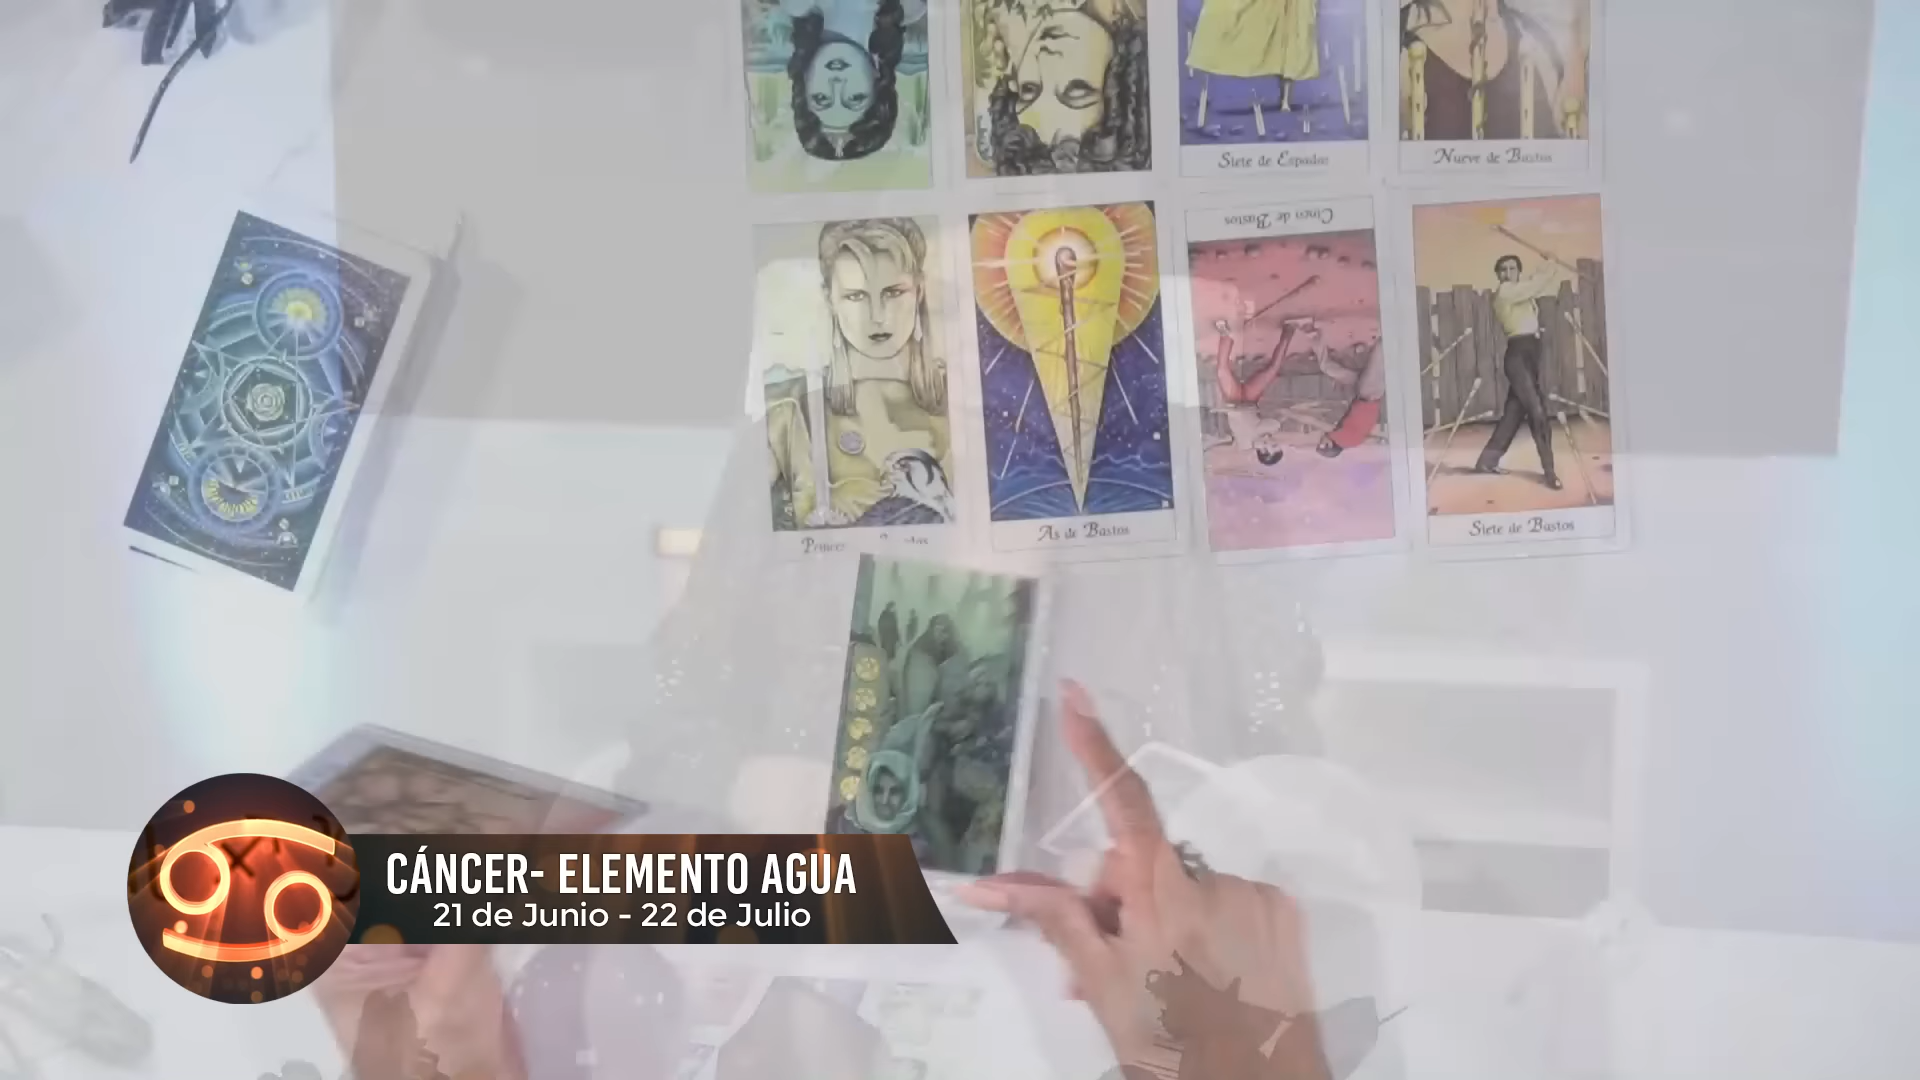 Siete de Espadas
Nueve de Bastos
Cinco de Bastos
As de Bastos
Siete de Bastos
CÁNCER- ELEMENTO AGUA
21 de Junio - 22 de Julio